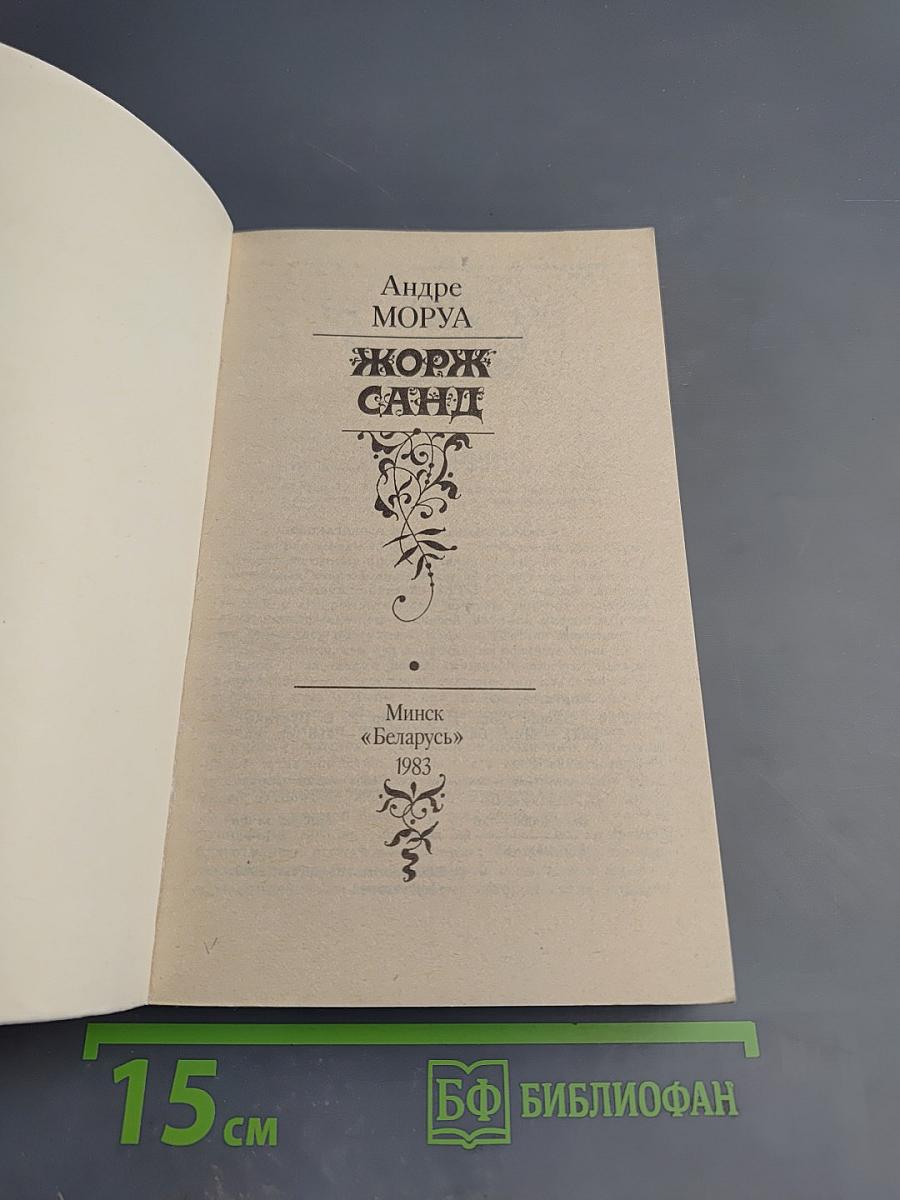 Андре
МОРУА
ЖОРЖ
САНД
Минск
«Беларусь»
1983
15 см
БФ БИБЛИОФАН